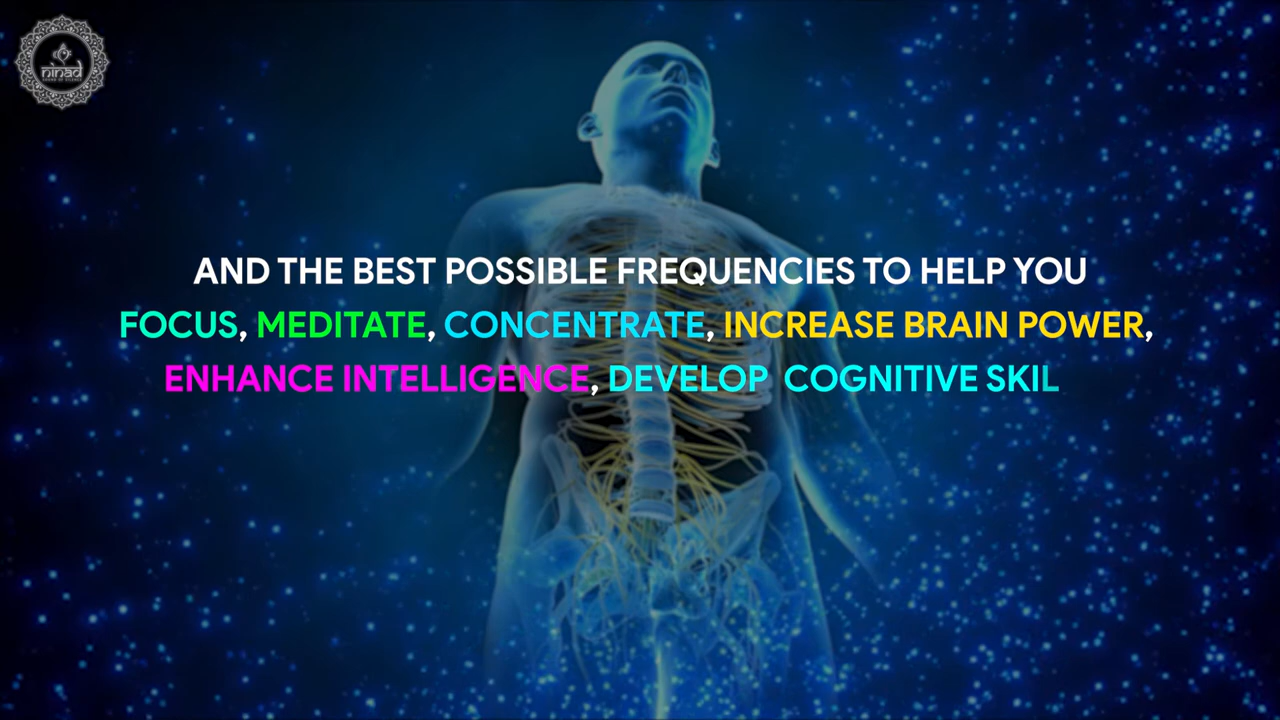 ninad
AND THE BEST POSSIBLE FREQUENCIES TO HELP YOU
FOCUS, MEDITATE, CONCENTRATE, INCREASE BRAIN POWER,
ENHANCE INTELLIGENCE, DEVELOP COGNITIVE SKIL